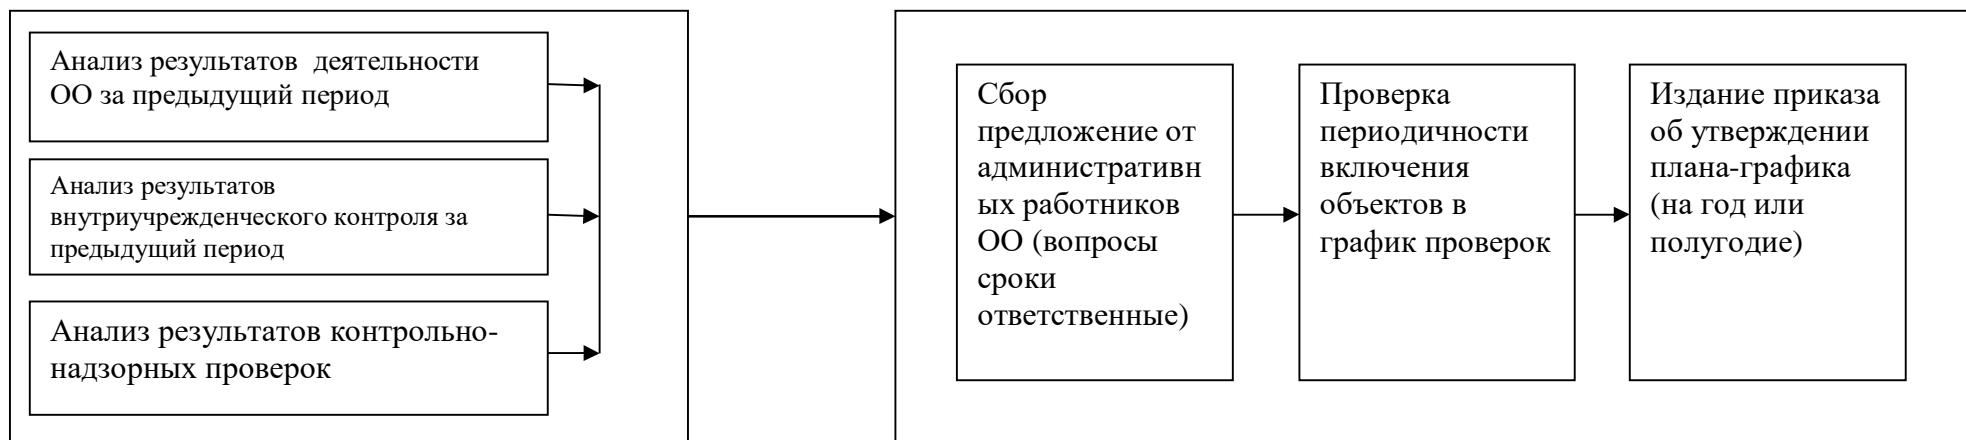 Анализ результатов  деятельности
ОО за предыдущий период
Анализ результатов
внутриучрежденческого контроля за
предыдущий период
Анализ результатов контрольно-
надзорных проверок
Сбор
предложение от
административн
ых работников
ОО (вопросы
сроки
ответственные)
Проверка
периодичности
включения
объектов в
график проверок
Издание приказа
об утверждении
плана-графика
(на год или
полугодие)